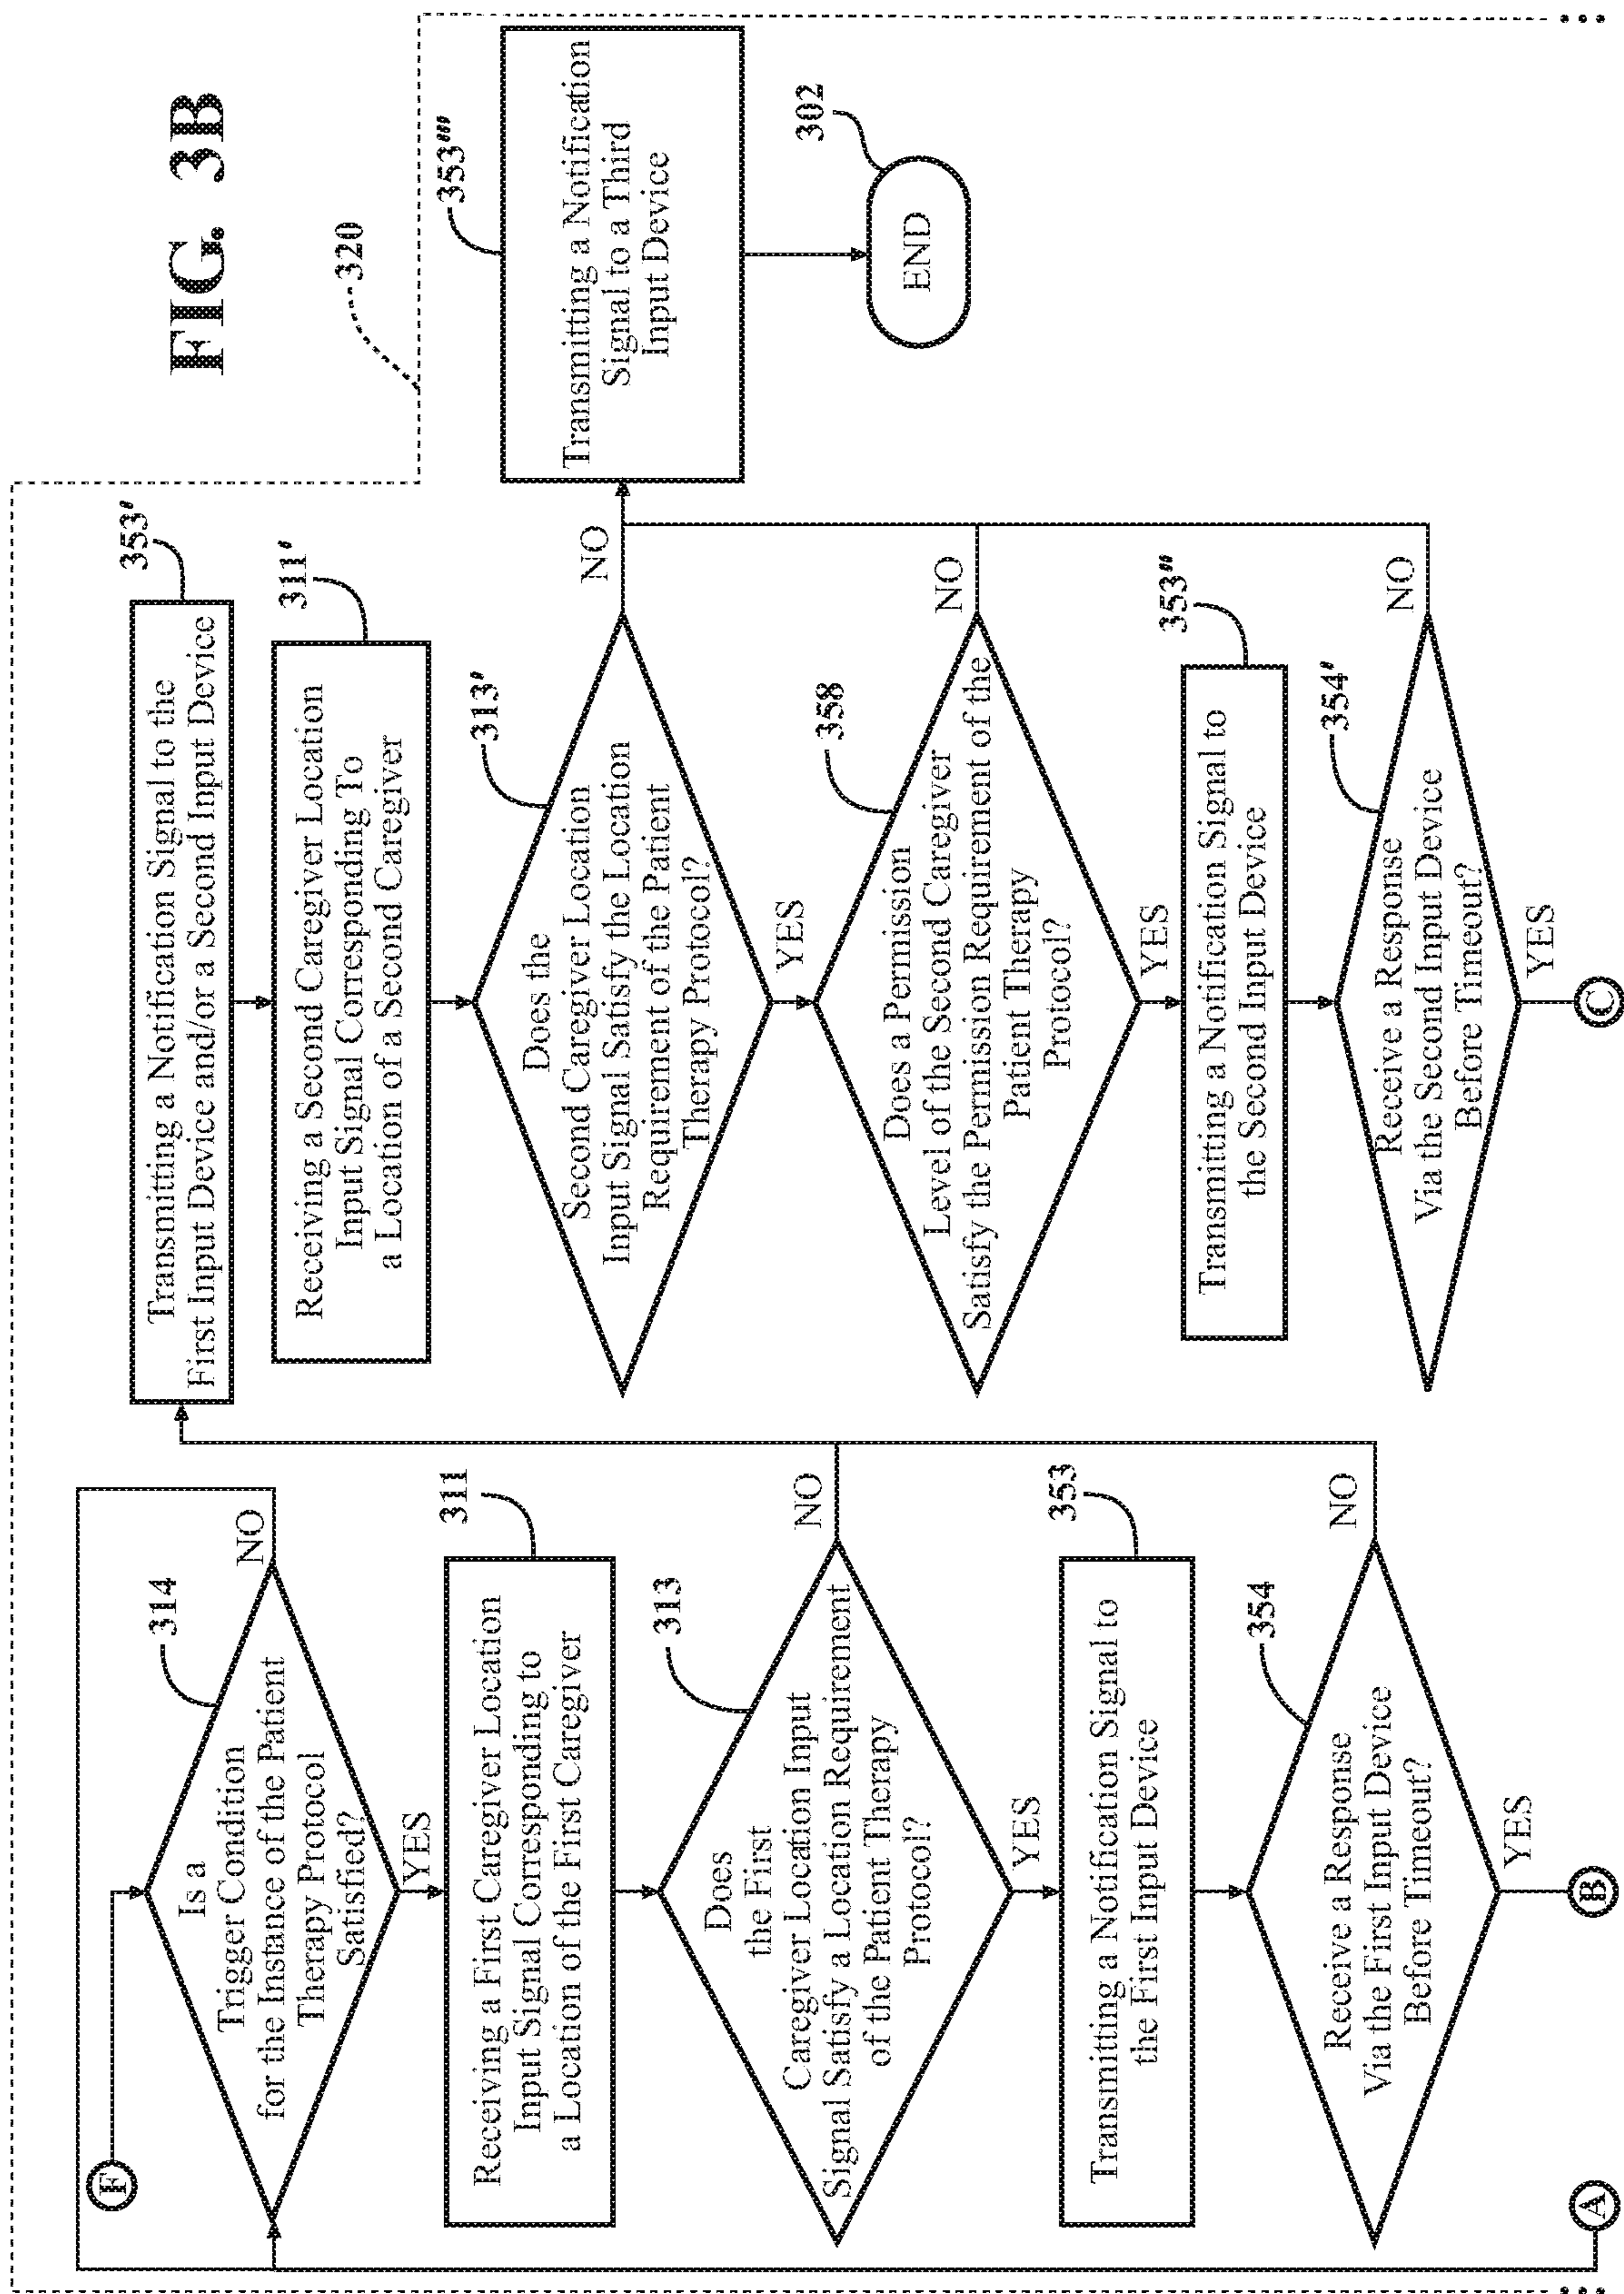 FIG. 3B
320
F
Is a
Trigger Condition
for the Instance of the Patient
Therapy Protocol
Satisfied?
314
NO
YES
Receiving a First Caregiver Location
Input Signal Corresponding to
a Location of the First Caregiver
311
Does
the First
Caregiver Location Input
Signal Satisfy a Location Requirement
of the Patient Therapy
Protocol?
313
NO
YES
Transmitting a Notification Signal to
the First Input Device
353
Receive a Response
Via the First Input Device
Before Timeout?
354
NO
YES
A
B
Transmitting a Notification Signal to the
First Input Device and/or a Second Input Device
353'
Receiving a Second Caregiver Location
Input Signal Corresponding To
a Location of a Second Caregiver
311'
Does the
Second Caregiver Location
Input Signal Satisfy the Location
Requirement of the Patient
Therapy Protocol?
313'
NO
YES
Does a Permission
Level of the Second Caregiver
Satisfy the Permission Requirement of the
Patient Therapy
Protocol?
358
NO
YES
Transmitting a Notification Signal to
the Second Input Device
353"
Receive a Response
Via the Second Input Device
Before Timeout?
354'
NO
YES
C
Transmitting a Notification
Signal to a Third
Input Device
353'''
END
302